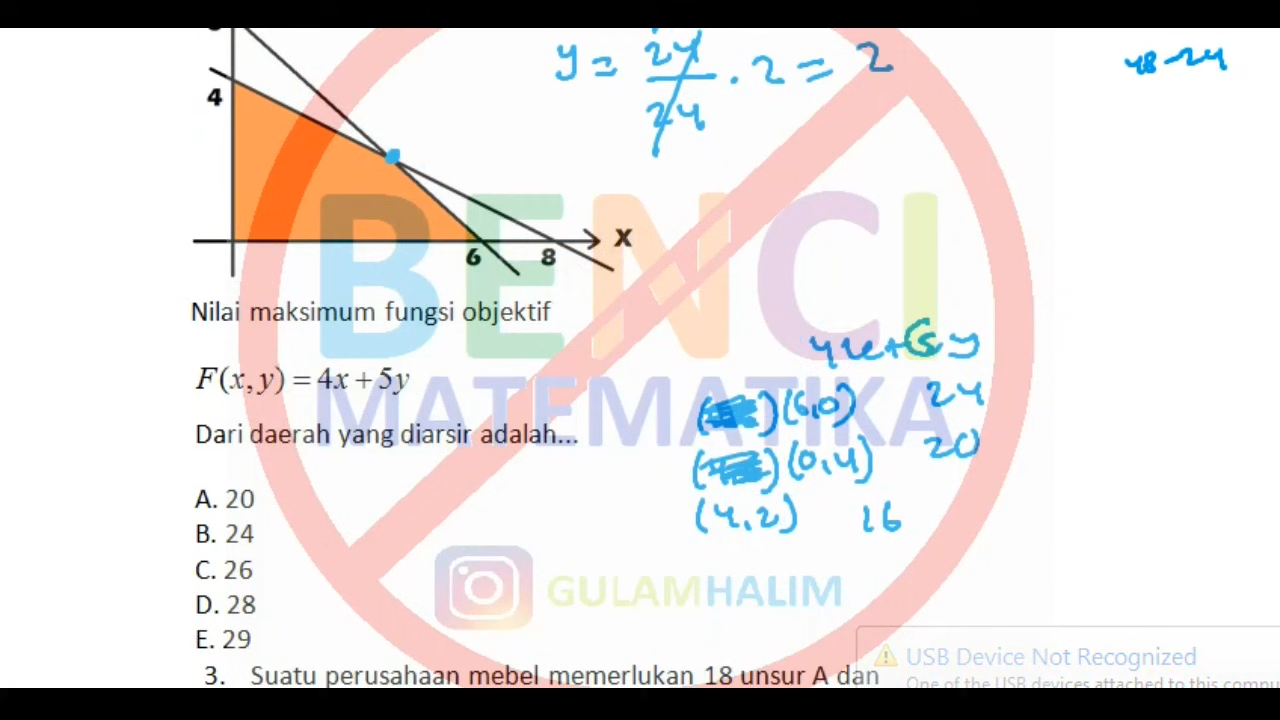 y = 24/24 . 2 = 2
48 - 24
4
X
6 8
Nilai maksimum fungsi objektif
F(x, y) = 4x + 5y
4x + 5y
(6,0) 24
(0,4) 20
(4,2) 16
Dari daerah yang diarsir adalah...
A. 20
B. 24
C. 26
D. 28
E. 29
BENCI
MATEMATIKA
GULAMHALIM
USB Device Not Recognized
One of the USB devices attached to this
3. Suatu perusahaan mebel memerlukan 18 unsur A dan